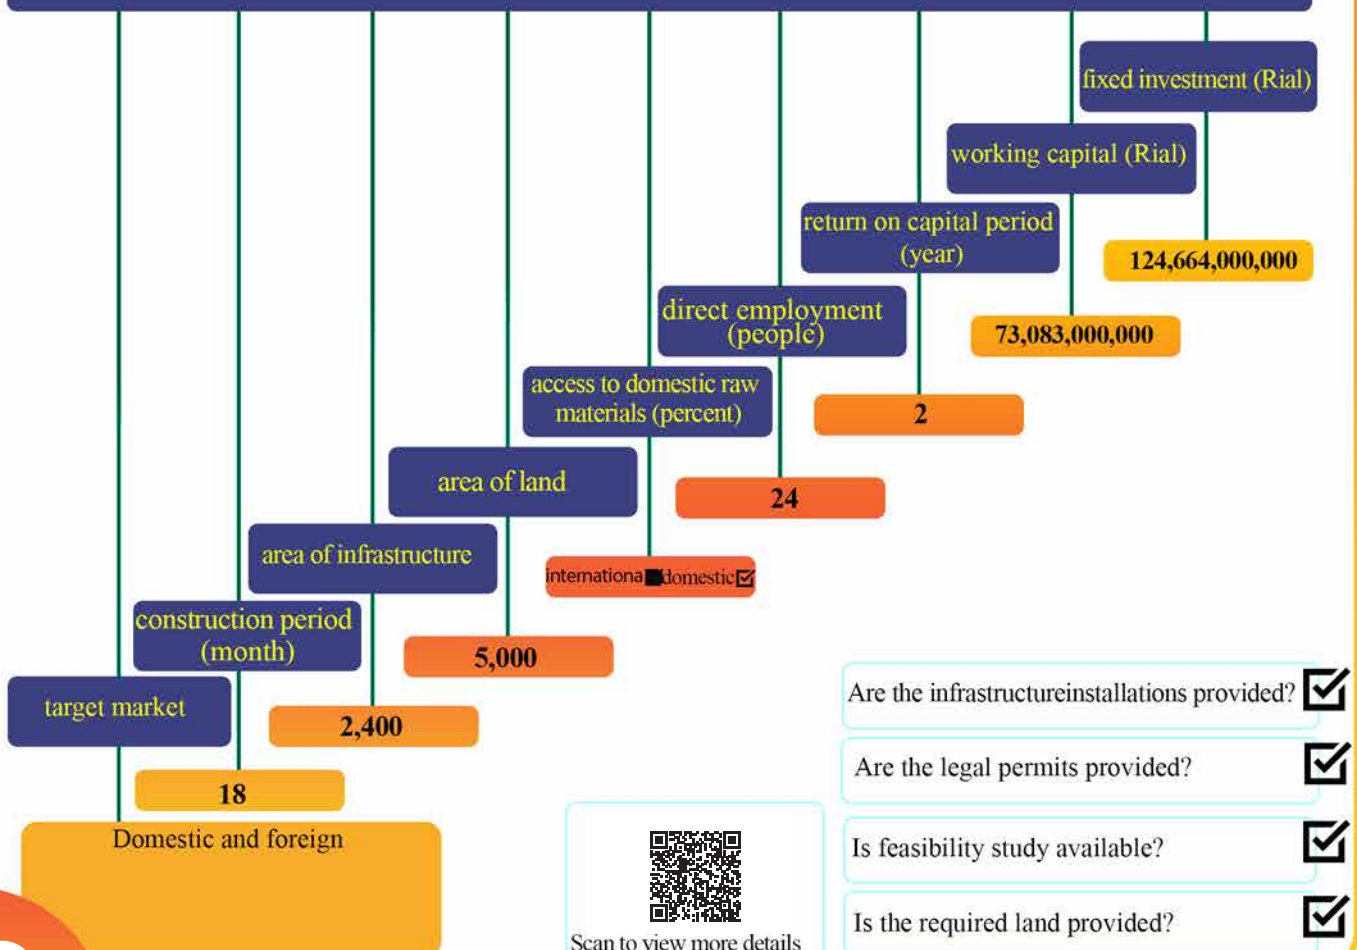 fixed investment (Rial)
124,664,000,000
working capital (Rial)
73,083,000,000
return on capital period
(year)
2
direct employment
(people)
24
access to domestic raw
materials (percent)
internationa domestic
area of land
5,000
area of infrastructure
2,400
construction period
(month)
18
target market
Domestic and foreign
Are the infrastructureinstallations provided?
Are the legal permits provided?
Is feasibility study available?
Is the required land provided?
Scan to view more details